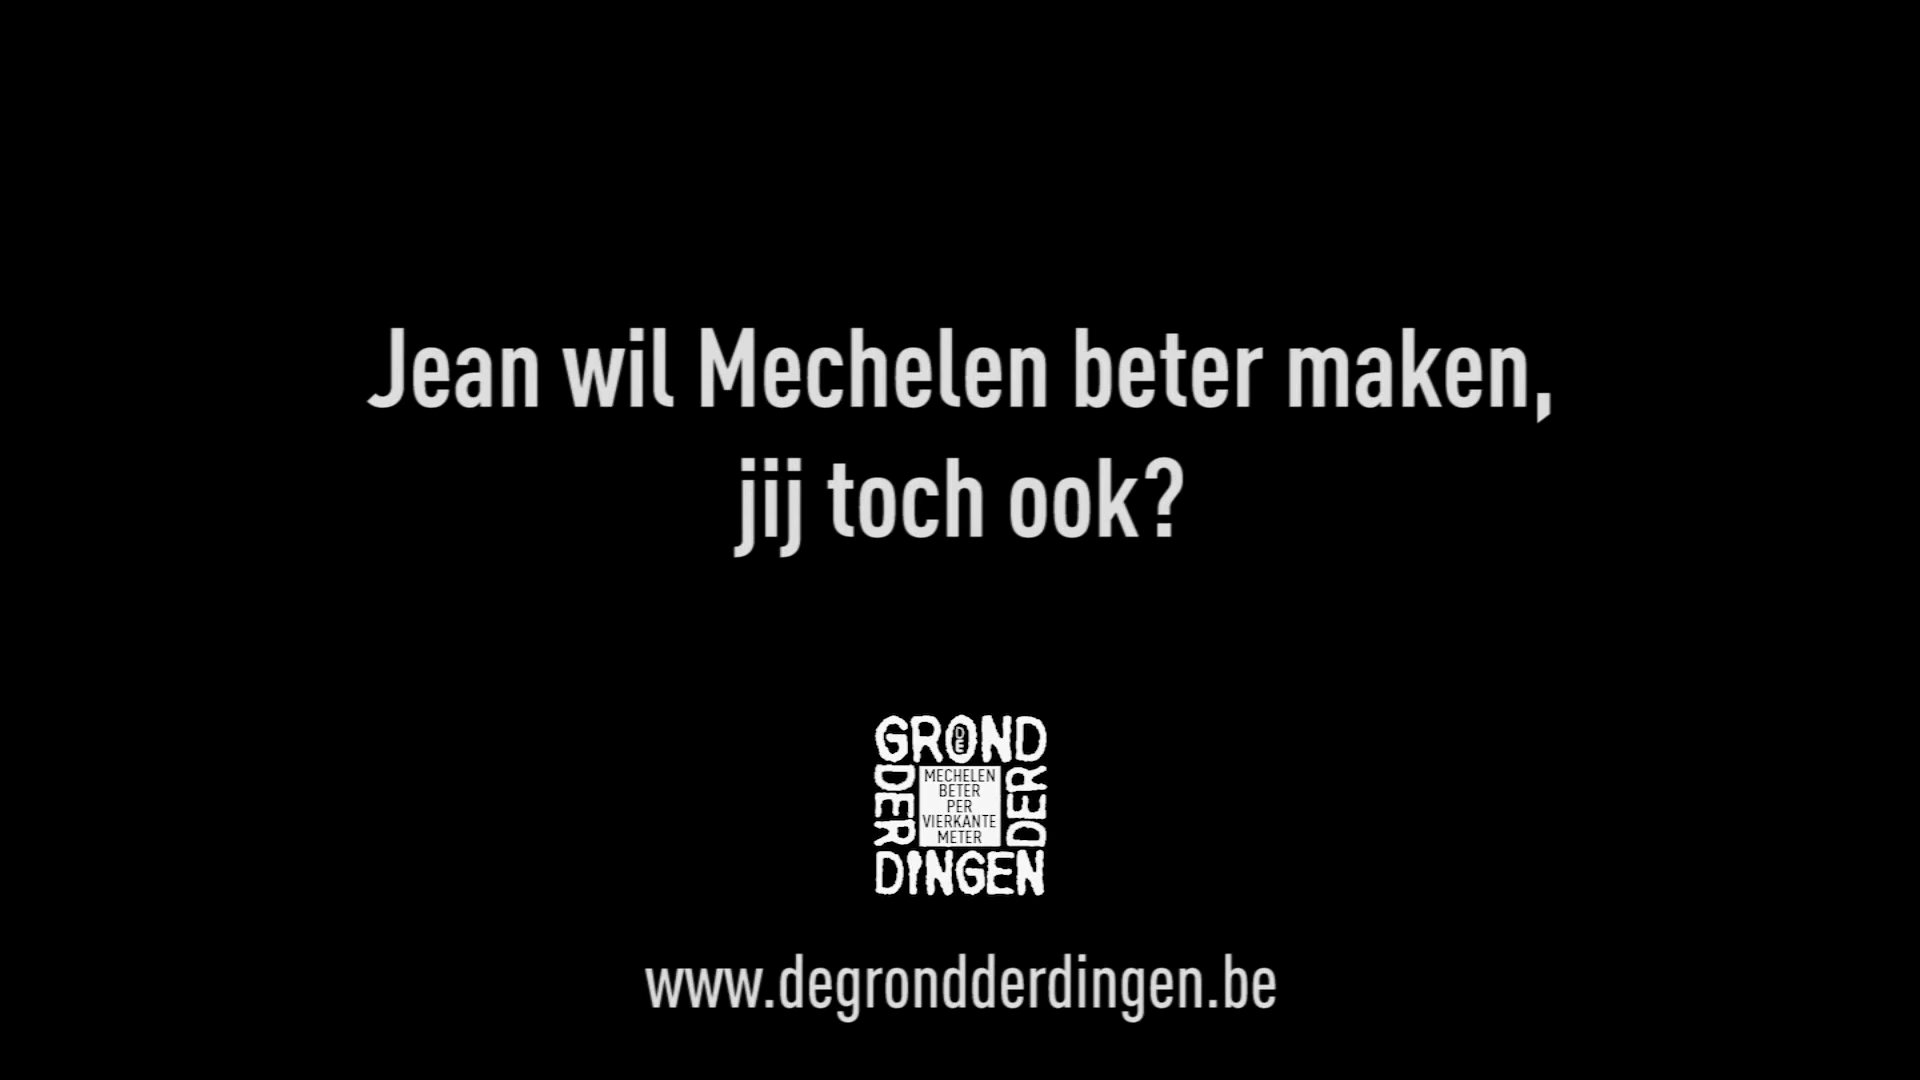 Jean wil Mechelen beter maken,
jij toch ook?
DE
GROND
DER
DER
MECHELEN
BETER
PER
VIERKANTE
METER
DINGEN
www.degrondderdingen.be